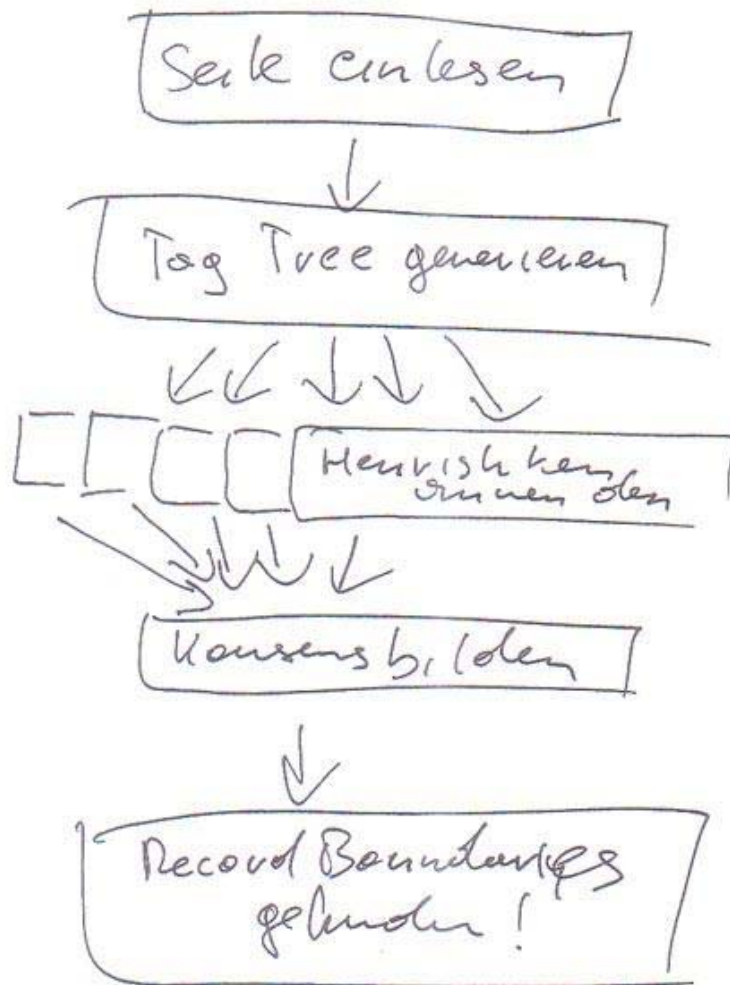 Seite einlesen
Tag Tree generieren
Heuristiken
anwenden
Konsens bilden
Record Boundaries
gefunden!